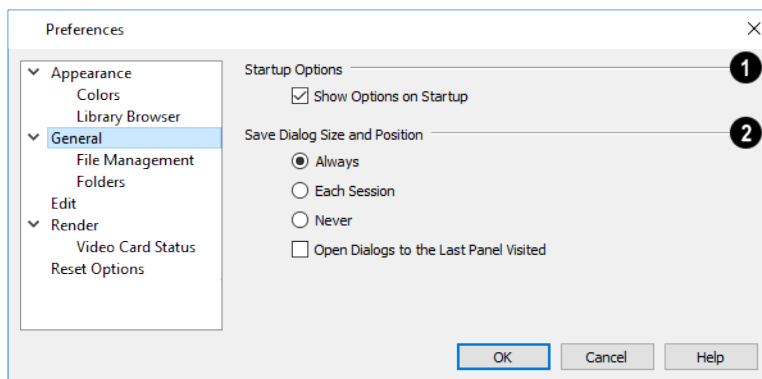 Preferences
Appearance
Colors
Library Browser
General
File Management
Folders
Edit
Render
Video Card Status
Reset Options
Startup Options
1
Show Options on Startup
Save Dialog Size and Position
2
Always
Each Session
Never
Open Dialogs to the Last Panel Visited
OK
Cancel
Help